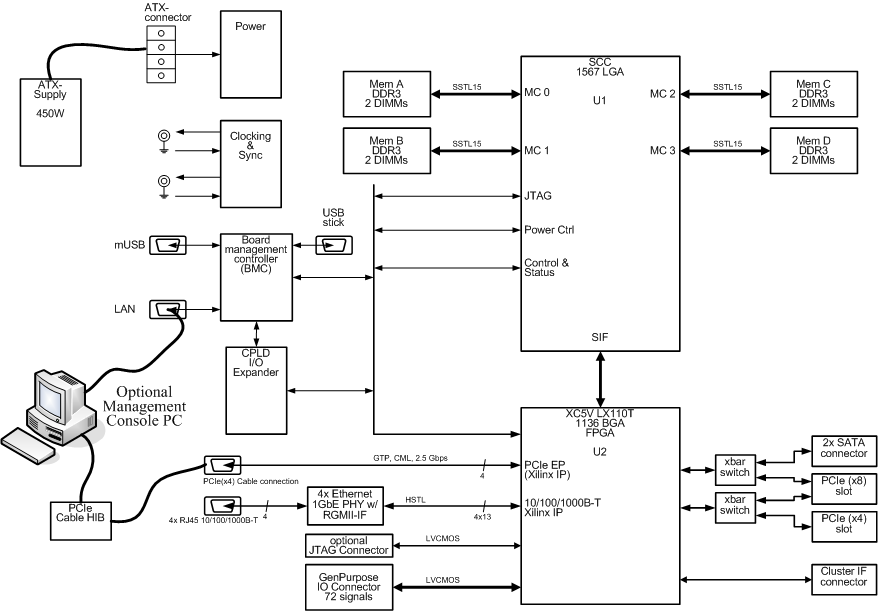 ATX-
connector
Power
ATX-
Supply
450W
Clocking
&
Sync
mUSB
USB
stick
Board
management
controller
(BMC)
LAN
CPLD
I/O
Expander
Optional
Management
Console PC
PCIe
Cable HIB
Mem A
DDR3
2 DIMMs
SSTL15
Mem B
DDR3
2 DIMMs
SSTL15
SCC
1567 LGA
U1
MC 0
MC 2
MC 1
MC 3
JTAG
Power Ctrl
Control &
Status
SIF
SSTL15
Mem C
DDR3
2 DIMMs
SSTL15
Mem D
DDR3
2 DIMMs
XC5V LX110T
1136 BGA
FPGA
U2
GTP, CML, 2.5 Gbps
4
PCIe EP
(Xilinx IP)
PCIe(x4) Cable connection
4x RJ45 10/100/1000B-T
4
4x Ethernet
1GbE PHY w/
RGMII-IF
HSTL
4x13
10/100/1000B-T
Xilinx IP
optional
JTAG Connector
LVCMOS
GenPurpose
IO Connector
72 signals
LVCMOS
xbar
switch
xbar
switch
2x SATA
connector
PCIe (x8)
slot
PCIe (x4)
slot
Cluster IF
connector